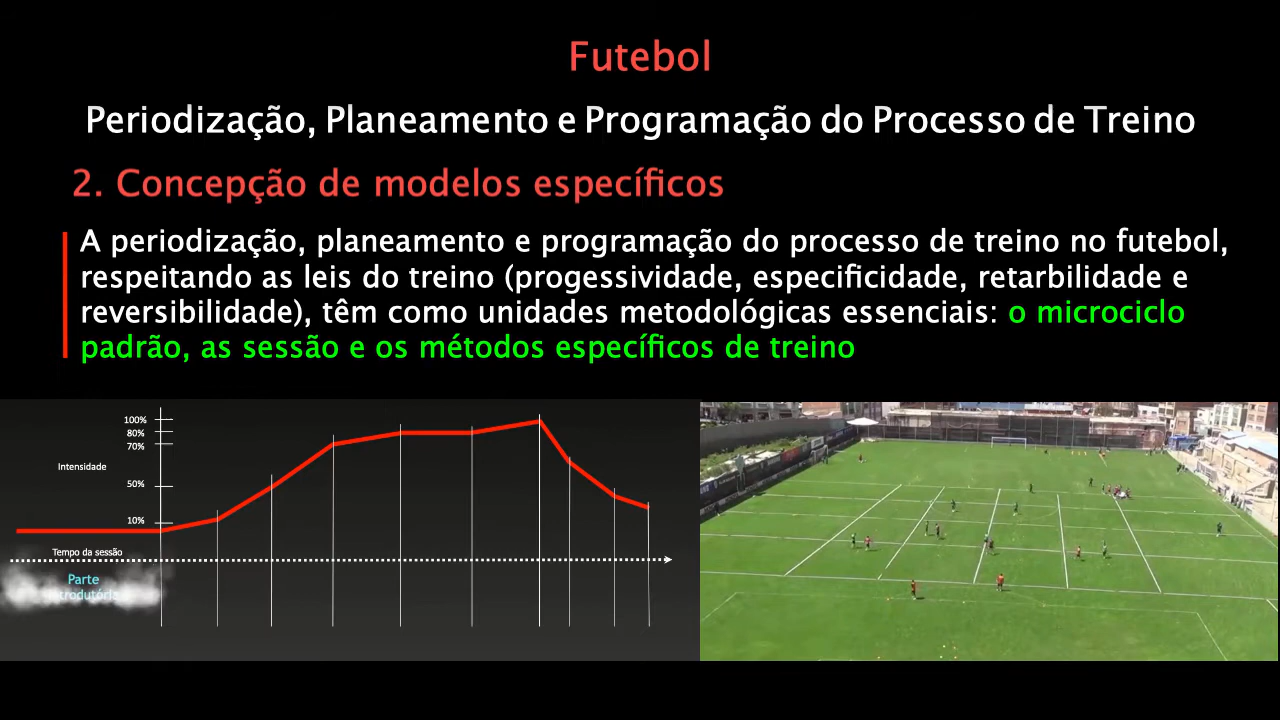 Futebol
Periodização, Planeamento e Programação do Processo de Treino
2. Concepção de modelos específicos
A periodização, planeamento e programação do processo de treino no futebol,
respeitando as leis do treino (progessividade, especificidade, retarbilidade e
reversibilidade), têm como unidades metodológicas essenciais: o microciclo
padrão, as sessão e os métodos específicos de treino
100%
80%
70%
Intensidade
50%
10%
Tempo da sessão
Parte